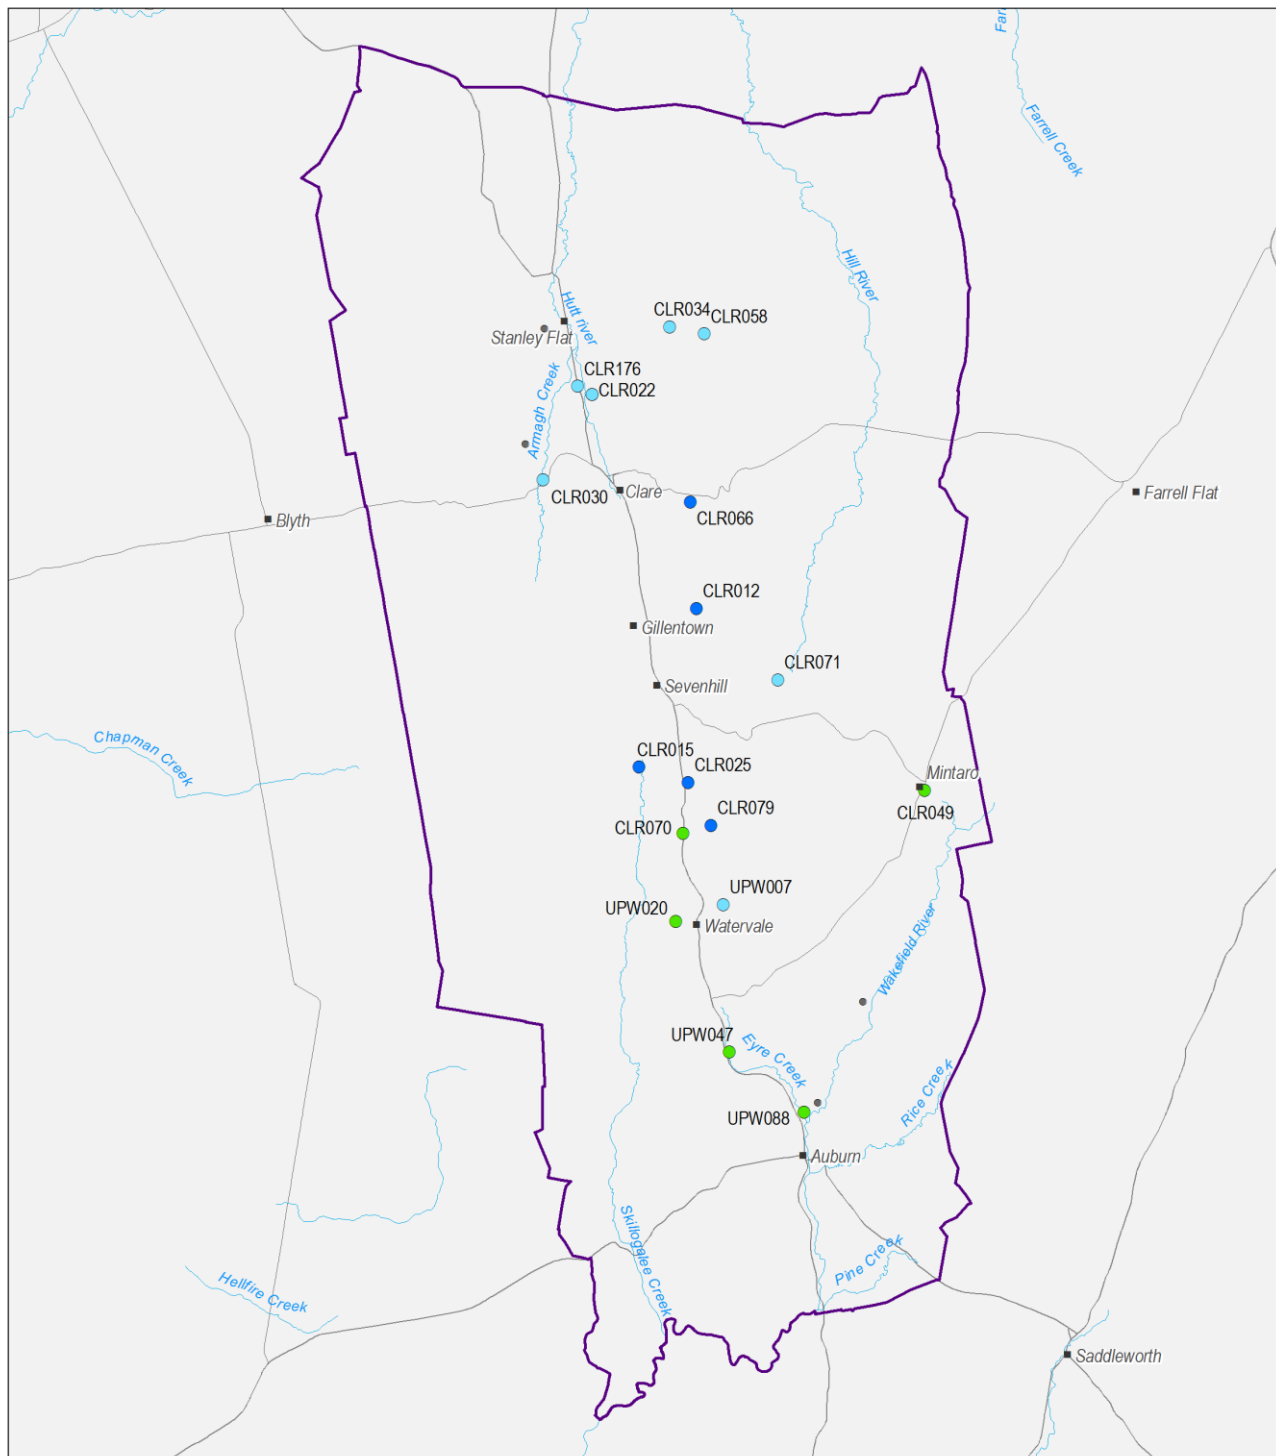 Far
Farrell Creek
Hill River
Hutt river
CLR034
CLR058
Stanley Flat
CLR176
CLR022
Armagh Creek
CLR030
Clare
Farrell Flat
CLR066
Blyth
CLR012
Gillentown
CLR071
Sevenhill
Chapman Creek
CLR015
CLR025
Mintaro
CLR049
CLR079
CLR070
UPW007
UPW020
Watervale
Wakefield River
UPW047
Eyre Creek
Rice Creek
UPW088
Auburn
Skillogalee Creek
Pine Creek
Hellfire Creek
Saddleworth